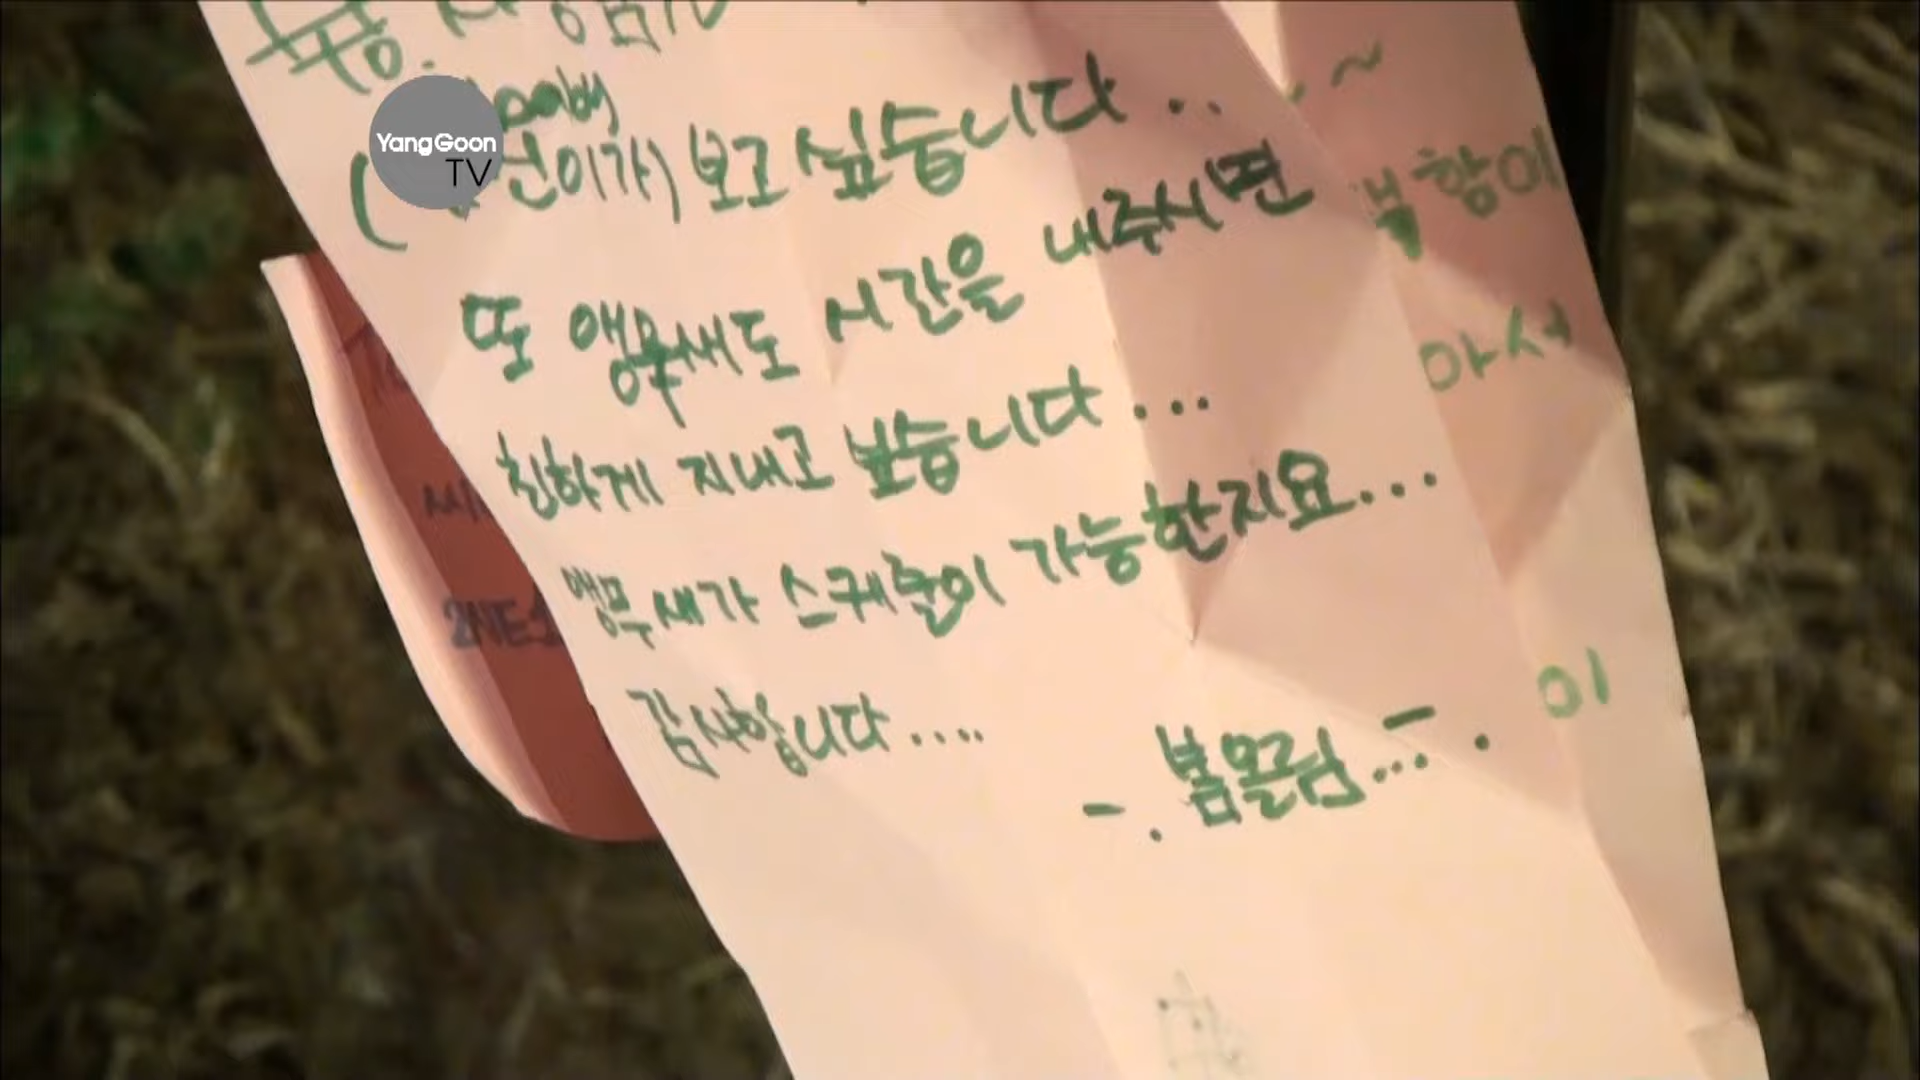 YangGoon
TV
보고 싶습니다..
또 앵무새도 시간을 내주시면
친하게 지내고 싶습니다...
앵무새가 스케줄이 가능한지요...
감사합니다....
-. 봄올림... - .
아서
이